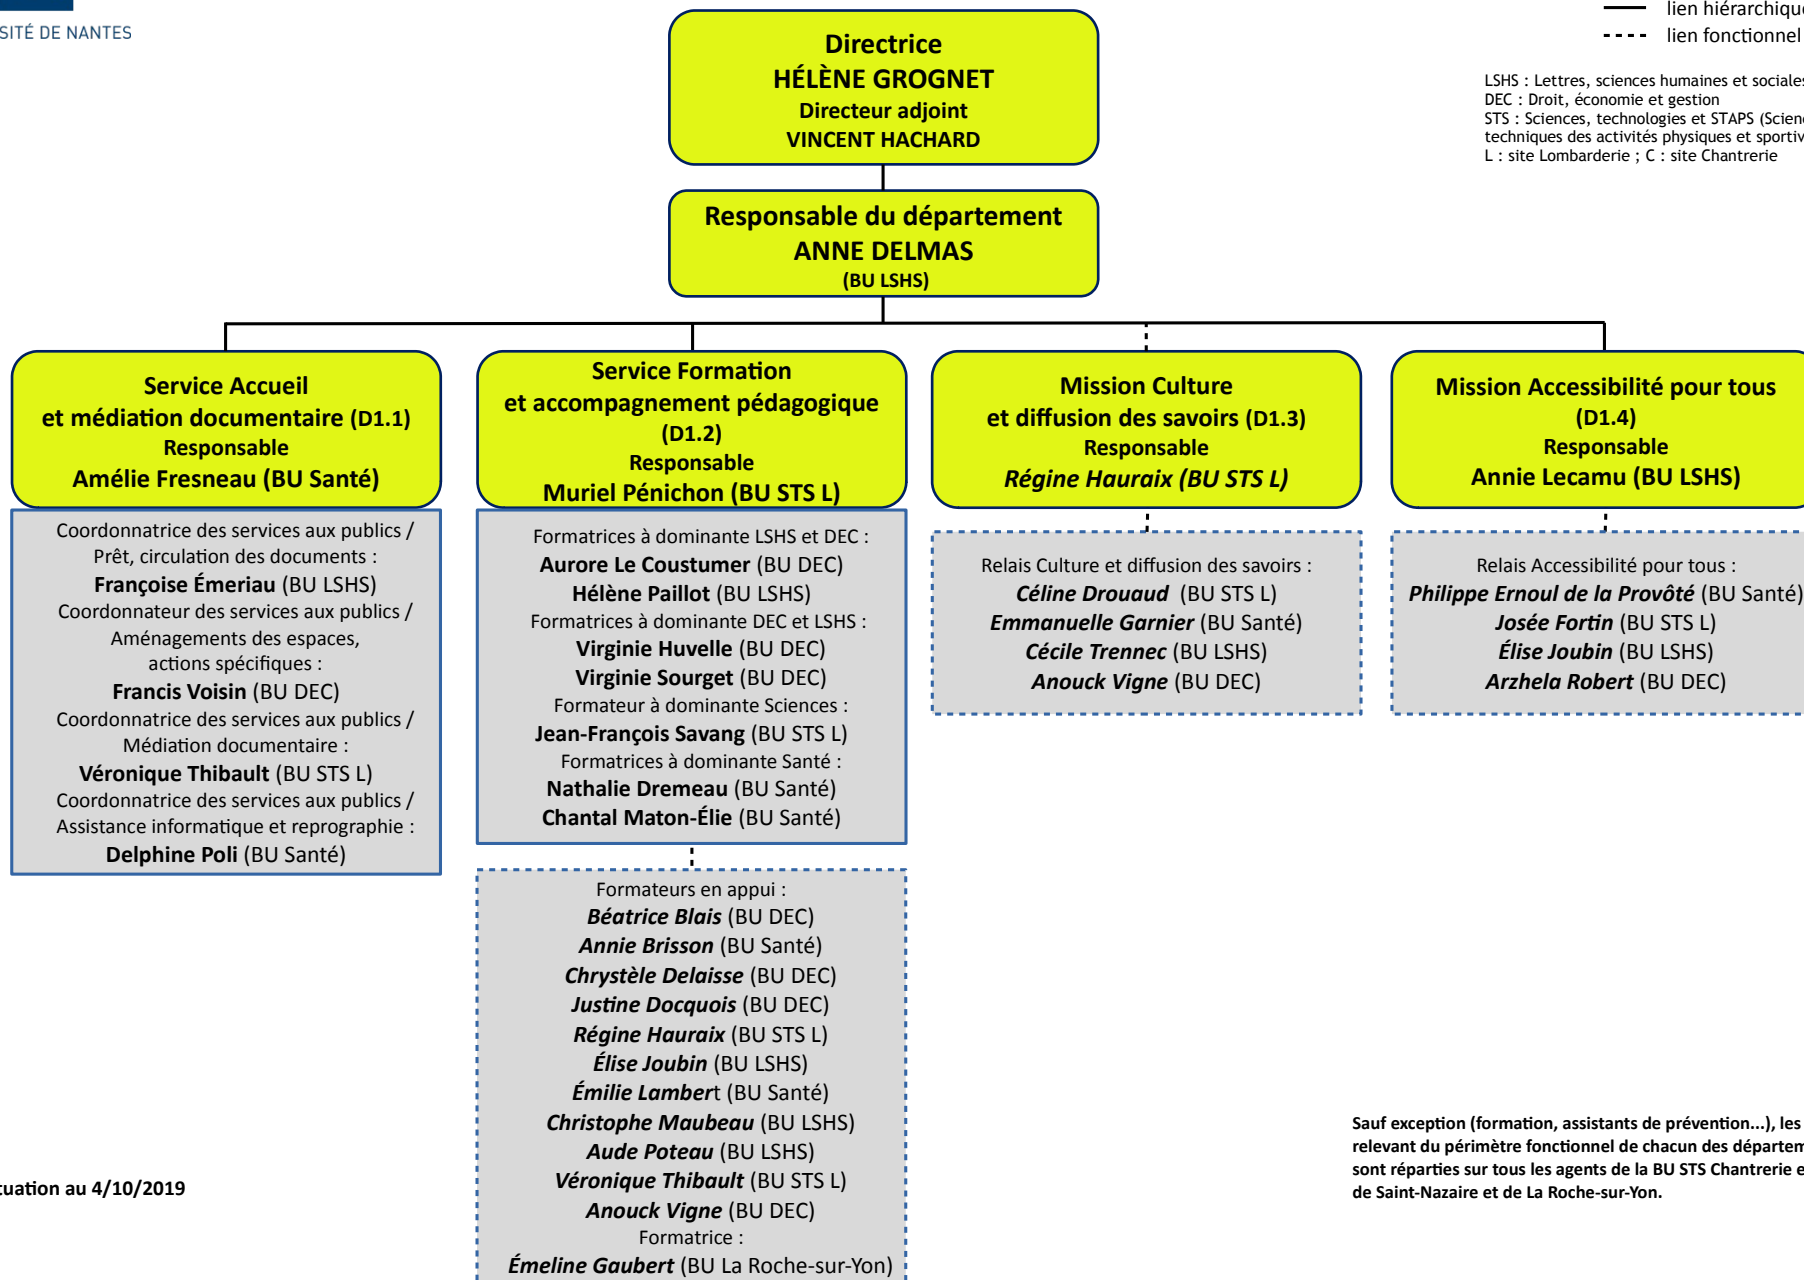 SITÉ DE NANTES
Directrice
HÉLÈNE GROGNET
Directeur adjoint
VINCENT HACHARD
lien hiérarchique
lien fonctionnel
LSHS : Lettres, sciences humaines et sociales
DEC : Droit, économie et gestion
STS : Sciences, technologies et STAPS (Scien
techniques des activités physiques et sportiv
L : site Lombarderie ; C : site Chantrerie
Responsable du département
ANNE DELMAS
(BU LSHS)
Service Accueil
et médiation documentaire (D1.1)
Responsable
Amélie Fresneau (BU Santé)
Coordonnatrice des services aux publics /
Prêt, circulation des documents :
Françoise Émeriau (BU LSHS)
Coordonnateur des services aux publics /
Aménagements des espaces,
actions spécifiques :
Francis Voisin (BU DEC)
Coordonnatrice des services aux publics /
Médiation documentaire :
Véronique Thibault (BU STS L)
Coordonnatrice des services aux publics /
Assistance informatique et reprographie :
Delphine Poli (BU Santé)
Service Formation
et accompagnement pédagogique
(D1.2)
Responsable
Muriel Pénichon (BU STS L)
Formatrices à dominante LSHS et DEC :
Aurore Le Coustumer (BU DEC)
Hélène Paillot (BU LSHS)
Formatrices à dominante DEC et LSHS :
Virginie Huvelle (BU DEC)
Virginie Sourget (BU DEC)
Formateur à dominante Sciences :
Jean-François Savang (BU STS L)
Formatrices à dominante Santé :
Nathalie Dremeau (BU Santé)
Chantal Maton-Élie (BU Santé)
Formateurs en appui :
Béatrice Blais (BU DEC)
Annie Brisson (BU Santé)
Chrystèle Delaisse (BU DEC)
Justine Docquois (BU DEC)
Régine Hauraix (BU STS L)
Élise Joubin (BU LSHS)
Émilie Lambert (BU Santé)
Christophe Maubeau (BU LSHS)
Aude Poteau (BU LSHS)
Véronique Thibault (BU STS L)
Anouck Vigne (BU DEC)
Formatrice :
Émeline Gaubert (BU La Roche-sur-Yon)
Mission Culture
et diffusion des savoirs (D1.3)
Responsable
Régine Hauraix (BU STS L)
Relais Culture et diffusion des savoirs :
Céline Drouaud (BU STS L)
Emmanuelle Garnier (BU Santé)
Cécile Trennec (BU LSHS)
Anouck Vigne (BU DEC)
Mission Accessibilité pour tous
(D1.4)
Responsable
Annie Lecamu (BU LSHS)
Relais Accessibilité pour tous :
Philippe Ernoul de la Provôté (BU Santé)
Josée Fortin (BU STS L)
Élise Joubin (BU LSHS)
Arzhela Robert (BU DEC)
Sauf exception (formation, assistants de prévention...), les
relevant du périmètre fonctionnel de chacun des départem
sont réparties sur tous les agents de la BU STS Chantrerie e
de Saint-Nazaire et de La Roche-sur-Yon.
tuation au 4/10/2019